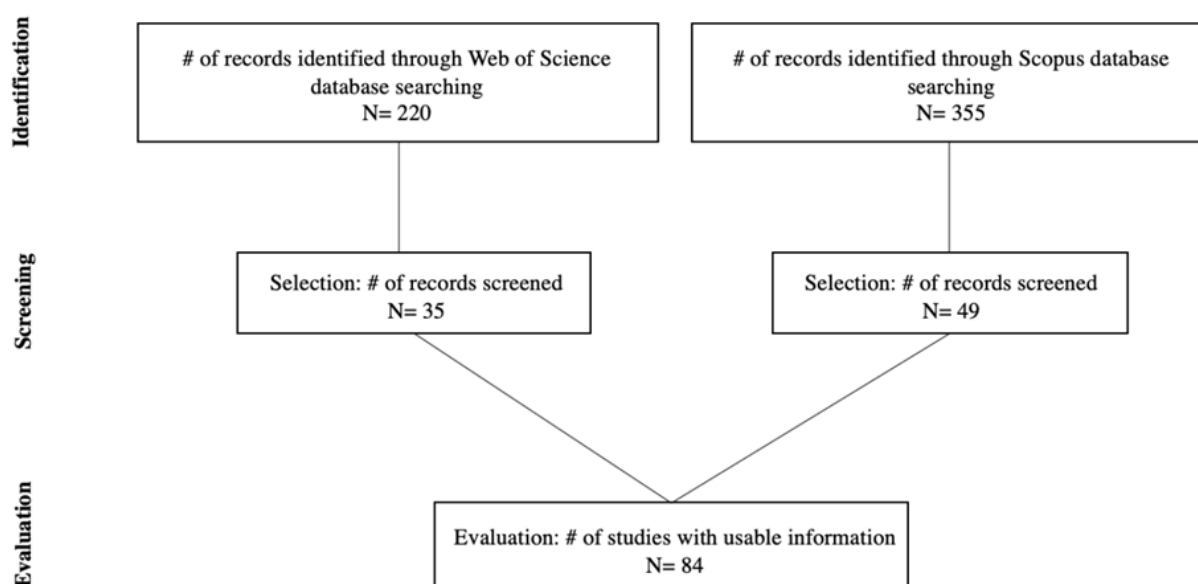 Identification
# of records identified through Web of Science
database searching
N= 220
# of records identified through Scopus database
searching
N= 355
Screening
Selection: # of records screened
N= 35
Selection: # of records screened
N= 49
Evaluation
Evaluation: # of studies with usable information
N= 84